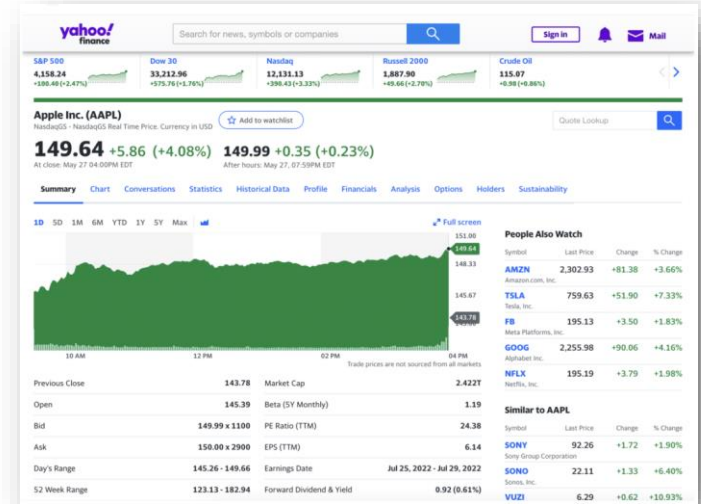 yahoo!
finance
Search for news, symbols or companies
Sign in
Mail
S&P 500 Dow 30 Nasdaq Russell 2000 Crude Oil
4,158.24 33,212.96 12,131.13 1,887.90 115.07
+100.40 (+2.47%) +575.76 (+1.76%) +390.43 (+3.33%) +49.66 (+2.70%) +0.98 (+0.86%)
Apple Inc. (AAPL)
NasdaqGS - NasdaqGS Real Time Price. Currency in USD
Add to watchlist
Quote Lookup
149.64 +5.86 (+4.08%) 149.99 +0.35 (+0.23%)
At close: May 27 04:00PM EDT After hours: May 27, 07:59PM EDT
Summary Chart Conversations Statistics Historical Data Profile Financials Analysis Options Holders Sustainability
1D 5D 1M 6M YTD 1Y 5Y Max
Full screen
151.00
149.64
148.33
145.67
143.78
10 AM 12 PM 02 PM 04 PM
Trade prices are not sourced from all markets
Previous Close 143.78 Market Cap 2.422T
Open 145.39 Beta (5Y Monthly) 1.19
Bid 149.99 x 1100 PE Ratio (TTM) 24.38
Ask 150.00 x 2900 EPS (TTM) 6.14
Day's Range 145.26 - 149.66 Earnings Date Jul 25, 2022 - Jul 29, 2022
52 Week Range 123.13 - 182.94 Forward Dividend & Yield 0.92 (0.61%)
People Also Watch
Symbol Last Price Change % Change
AMZN 2,302.93 +81.38 +3.66%
Amazon.com, Inc.
TSLA 759.63 +51.90 +7.33%
Tesla, Inc.
FB 195.13 +3.50 +1.83%
Meta Platforms, Inc.
GOOG 2,255.98 +90.06 +4.16%
Alphabet Inc.
NFLX 195.19 +3.79 +1.98%
Netflix, Inc.
Similar to AAPL
Symbol Last Price Change % Change
SONY 92.26 +1.72 +1.90%
Sony Group Corporation
SONO 22.11 +1.33 +6.40%
Sonos, Inc.
VUZI 6.29 +0.62 +10.93%